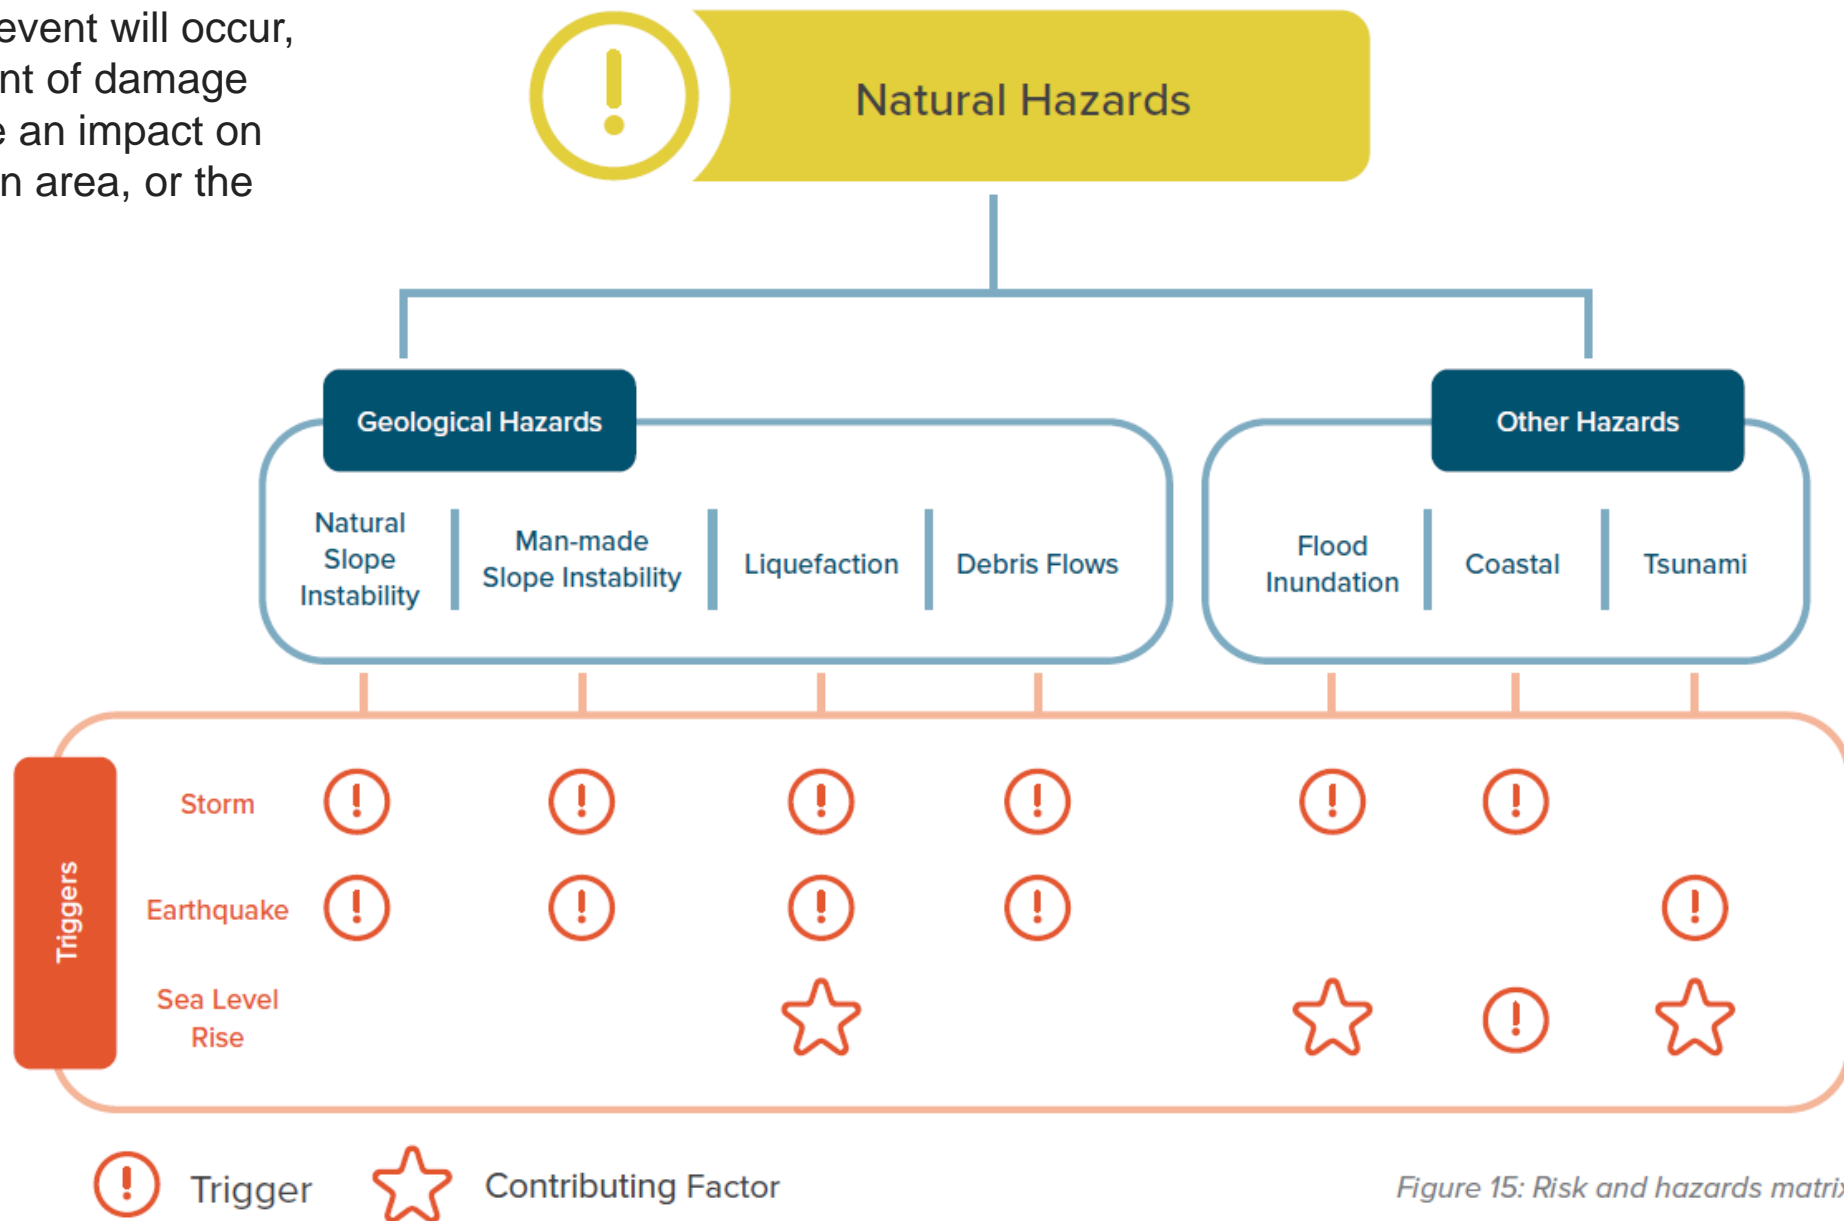 event will occur,
nt of damage
e an impact on
n area, or the
Natural Hazards
Geological Hazards
Other Hazards
Natural
Slope
Instability
Man-made
Slope Instability
Liquefaction
Debris Flows
Flood
Inundation
Coastal
Tsunami
Triggers
Storm
Earthquake
Sea Level
Rise
Trigger
Contributing Factor
Figure 15: Risk and hazards matrix